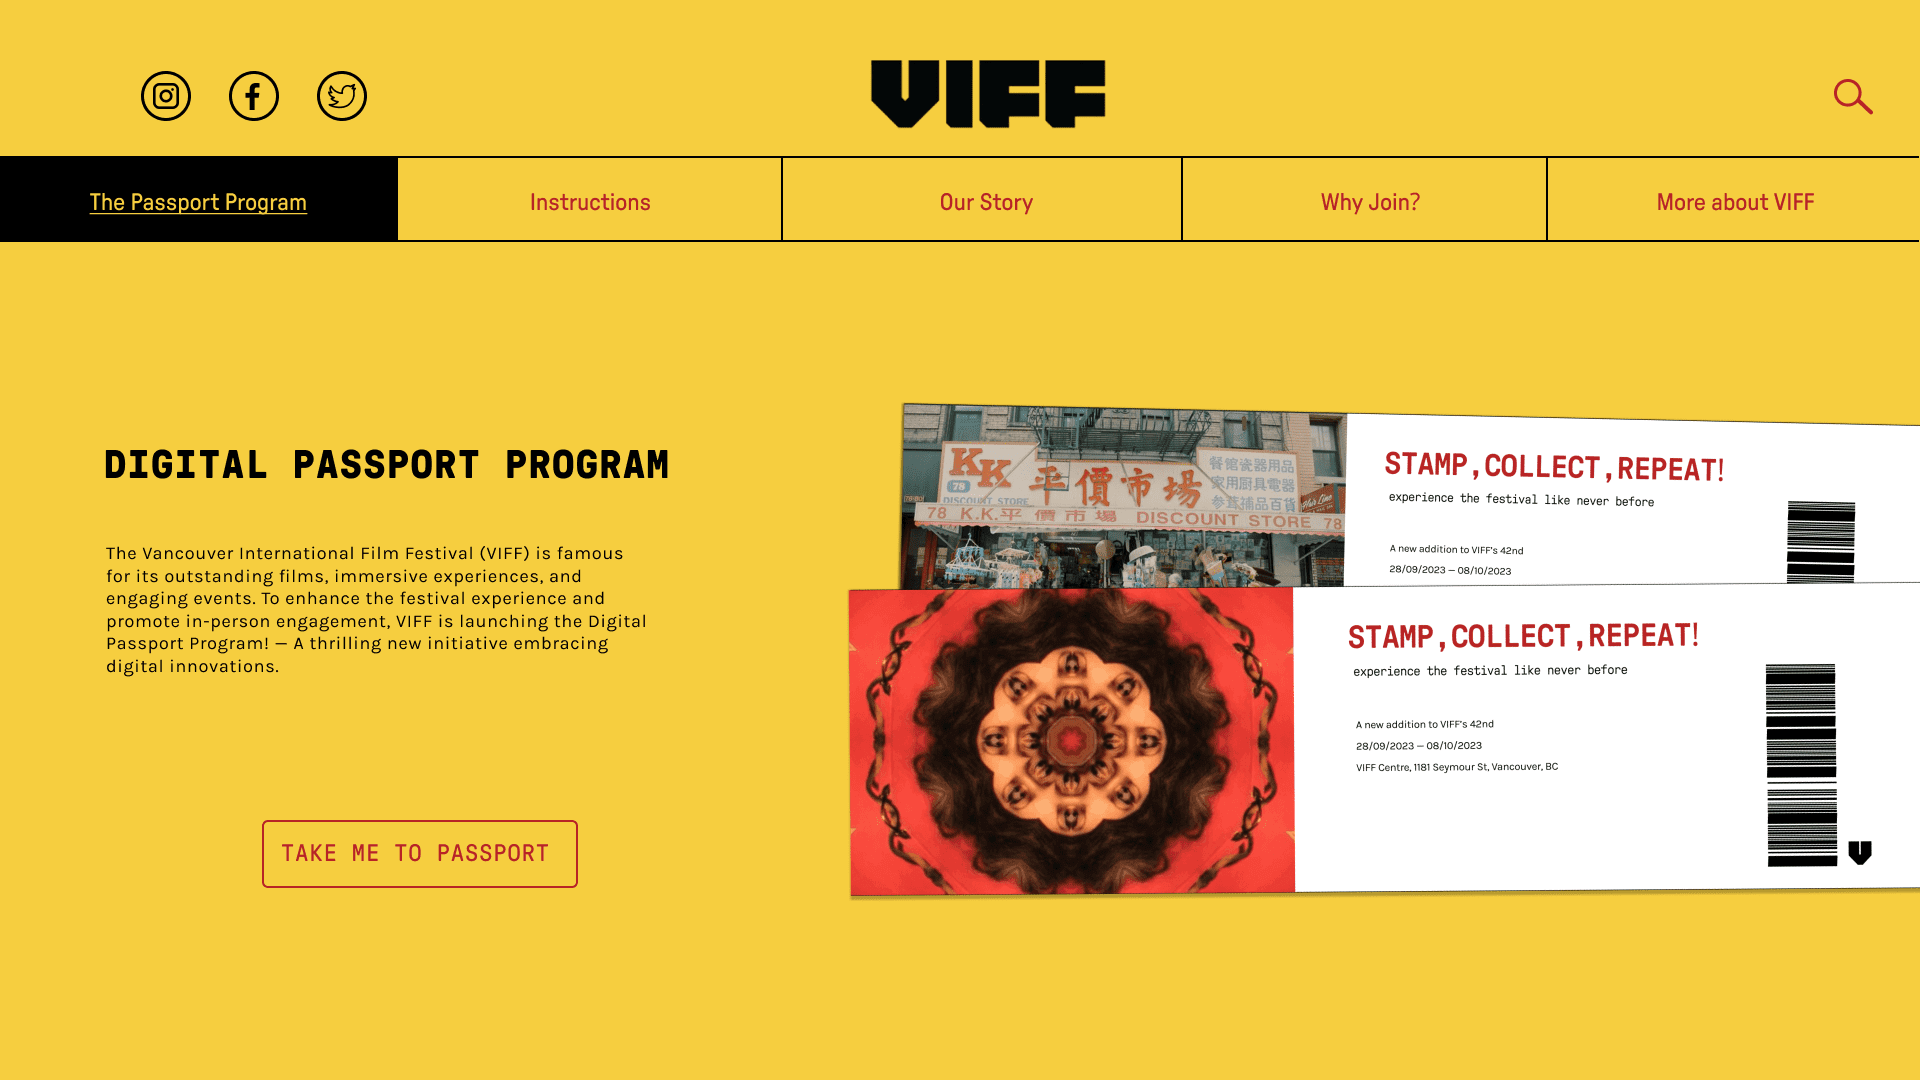 VIFF
The Passport Program
Instructions
Our Story
Why Join?
More about VIFF
DIGITAL PASSPORT PROGRAM
The Vancouver International Film Festival (VIFF) is famous
for its outstanding films, immersive experiences, and
engaging events. To enhance the festival experience and
promote in-person engagement, VIFF is launching the Digital
Passport Program! — A thrilling new initiative embracing
digital innovations.
TAKE ME TO PASSPORT
KK 平價市場
78
DISCOUNT STORE
餐馆瓷器用品
家用厨具電器
参茸補品百貨
78 K.K.平 價 市 場 DISCOUNT STORE 78
STAMP,COLLECT,REPEAT!
experience the festival like never before
A new addition to VIFF's 42nd
28/09/2023 — 08/10/2023
STAMP,COLLECT,REPEAT!
experience the festival like never before
A new addition to VIFF's 42nd
28/09/2023 — 08/10/2023
VIFF Centre, 1181 Seymour St, Vancouver, BC